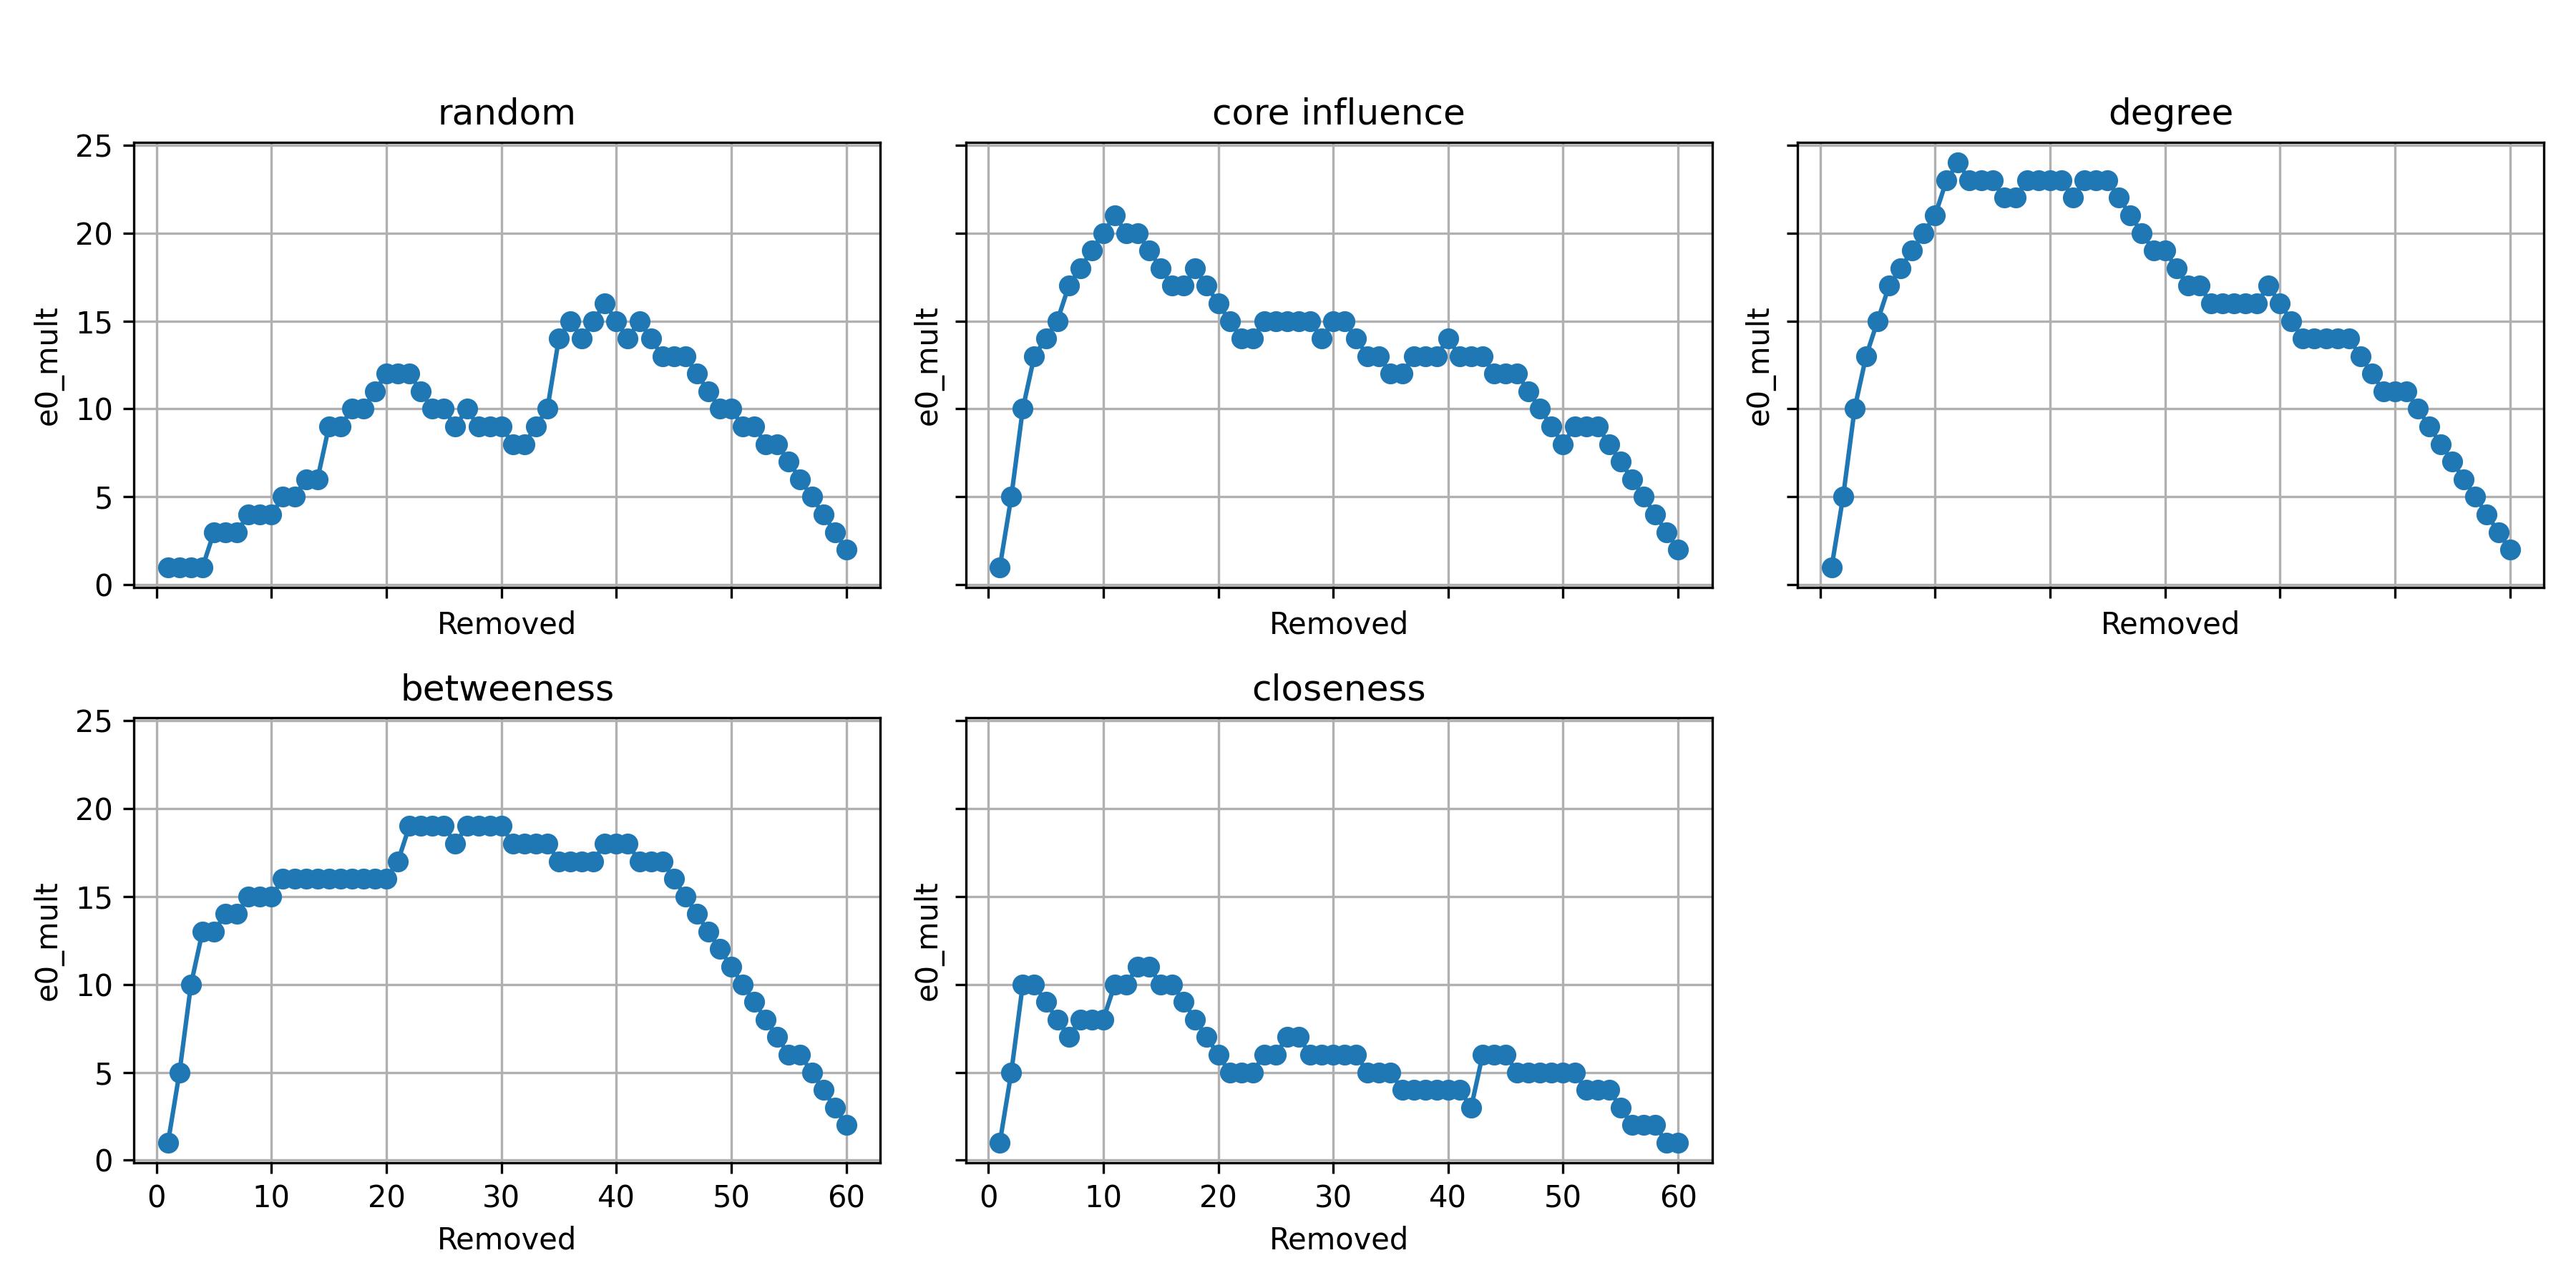 random
core influence
degree
25
20
15
10
5
0
e0_mult
e0_mult
e0_mult
Removed
Removed
Removed
betweeness
closeness
25
20
15
10
5
0
e0_mult
e0_mult
0 10 20 30 40 50 60
0 10 20 30 40 50 60
Removed
Removed